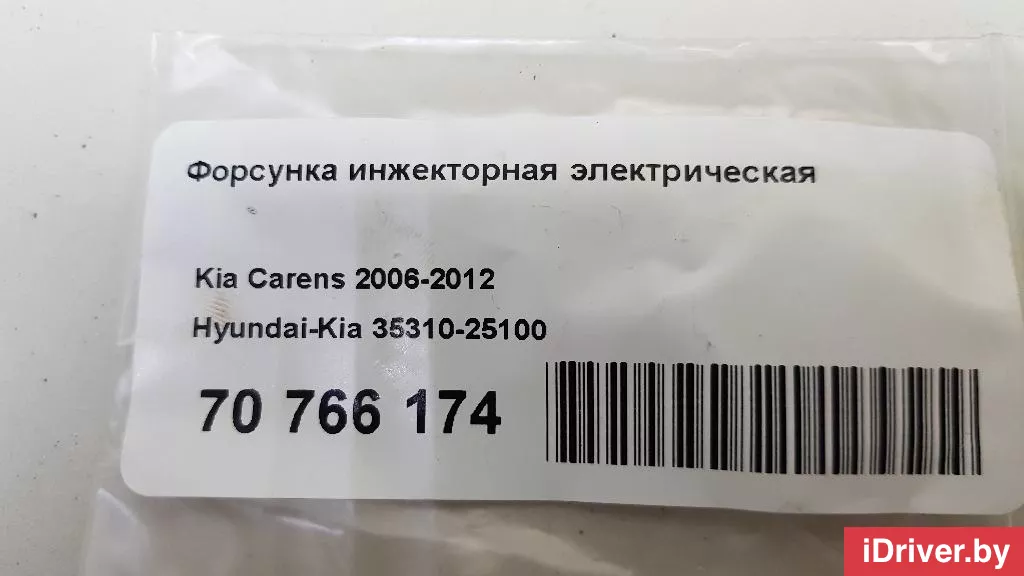 Форсунка инжекторная электрическая
Kia Carens 2006-2012
Hyundai-Kia 35310-25100
70 766 174
iDriver.by